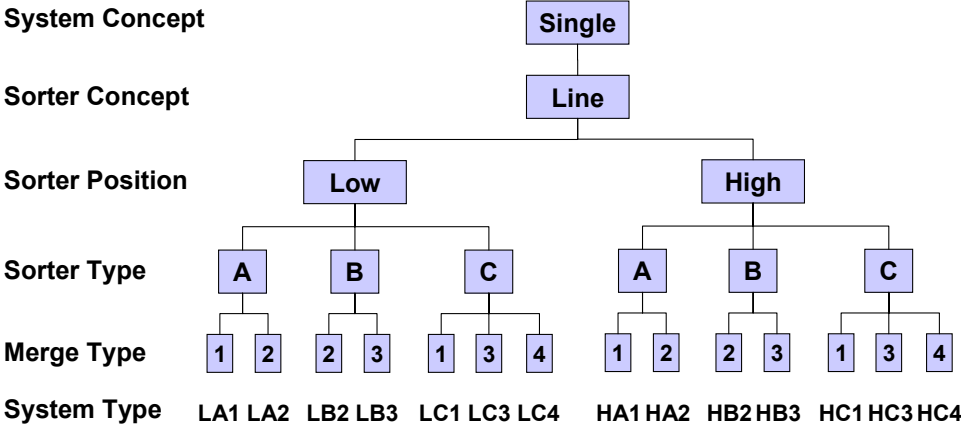 System Concept Single
Sorter Concept Line
Sorter Position Low High
Sorter Type A B C A B C
Merge Type 1 2 2 3 1 3 4 1 2 2 3 1 3 4
System Type LA1 LA2 LB2 LB3 LC1 LC3 LC4 HA1 HA2 HB2 HB3 HC1 HC3 HC4